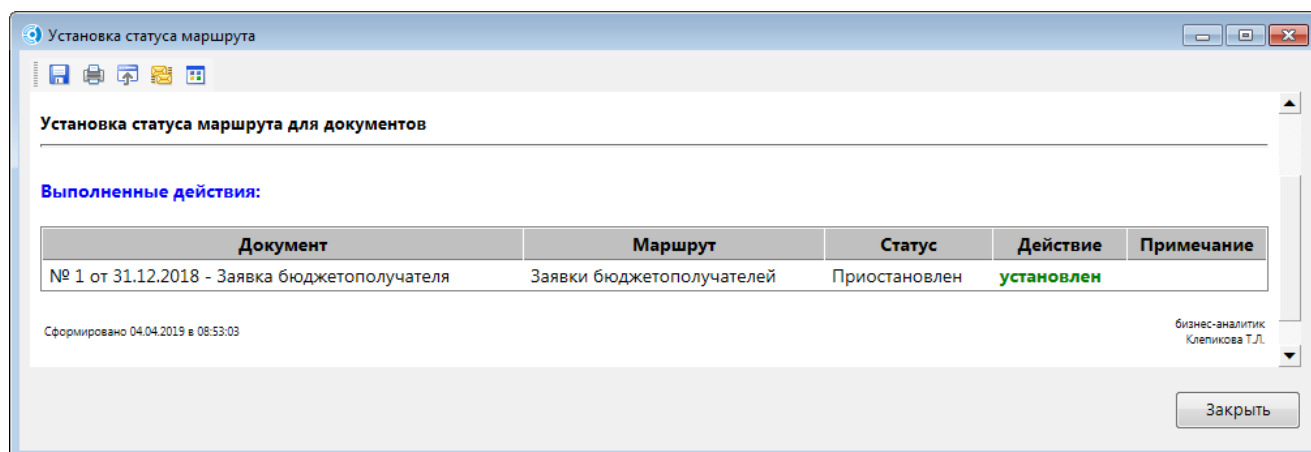 Установка статуса маршрута
Установка статуса маршрута для документов
Выполненные действия:
Документ Маршрут Статус Действие Примечание
№ 1 от 31.12.2018 - Заявка бюджетополучателя Заявки бюджетополучателей Приостановлен установлен
Сформировано 04.04.2019 в 08:53:03
бизнес-аналитик
Клепикова Т.Л.
Закрыть